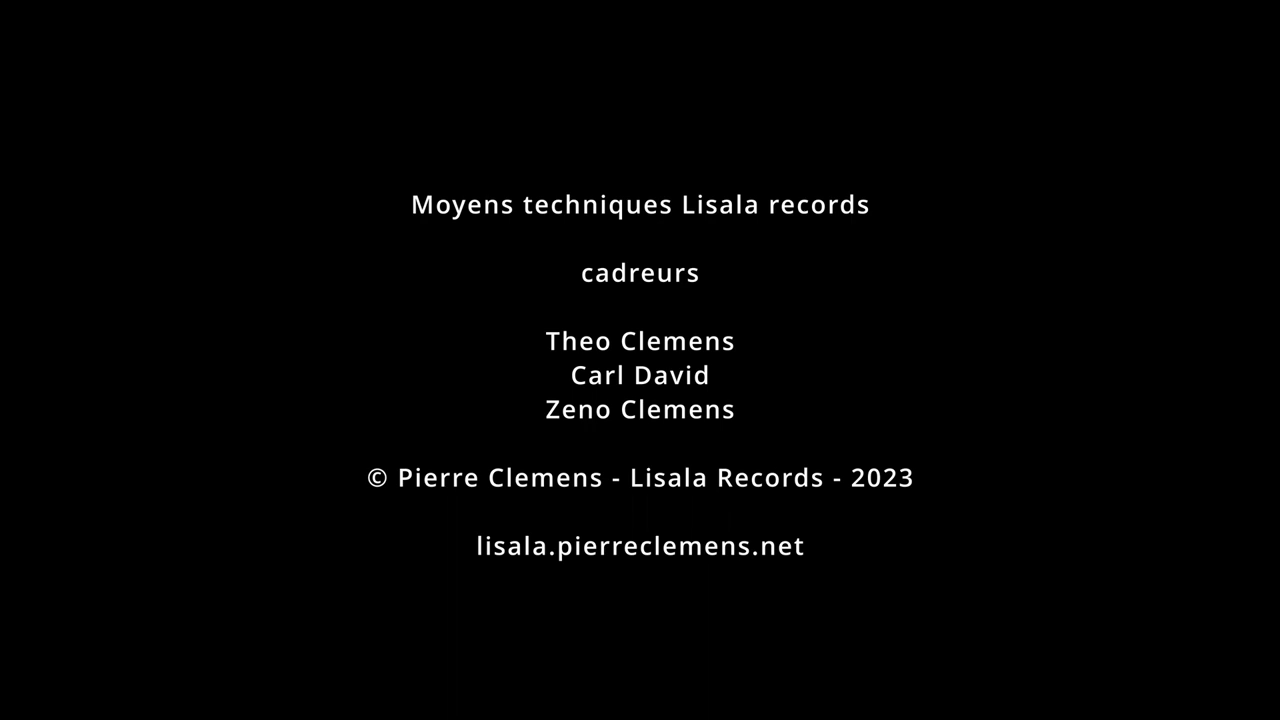 Moyens techniques Lisala records
cadreurs
Theo Clemens
Carl David
Zeno Clemens
© Pierre Clemens - Lisala Records - 2023
lisala.pierreclemens.net